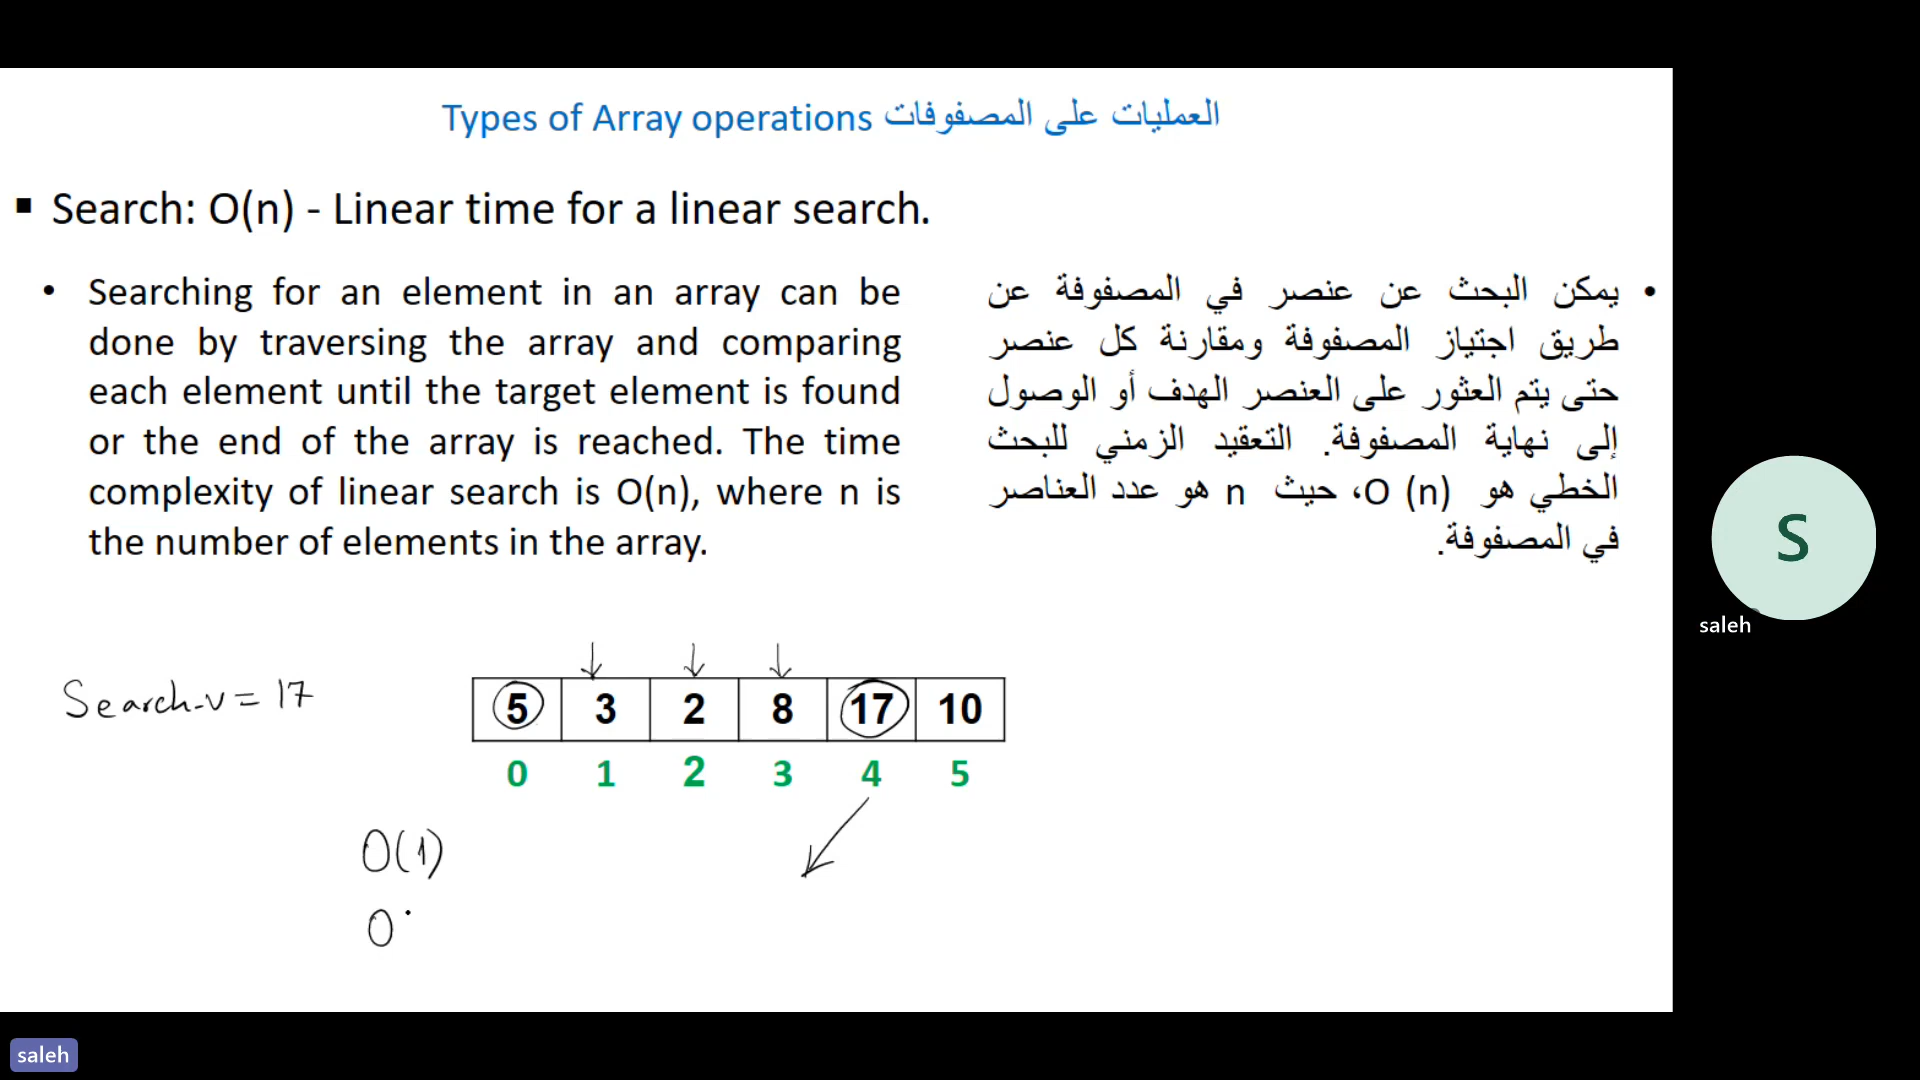 Types of Array operations العمليات على المصفوفات
▪ Search: O(n) - Linear time for a linear search.
• Searching for an element in an array can be
done by traversing the array and comparing
each element until the target element is found
or the end of the array is reached. The time
complexity of linear search is O(n), where n is
the number of elements in the array.
• يمكن البحث عن عنصر في المصفوفة عن
طريق اجتياز المصفوفة ومقارنة كل عنصر
حتى يتم العثور على العنصر الهدف أو الوصول
إلى نهاية المصفوفة. التعقيد الزمني للبحث
الخطي هو O (n)، حيث n هو عدد العناصر
في المصفوفة.
Search-v = 17
5 3 2 8 17 10
0 1 2 3 4 5
O(1)
O
S
saleh
saleh